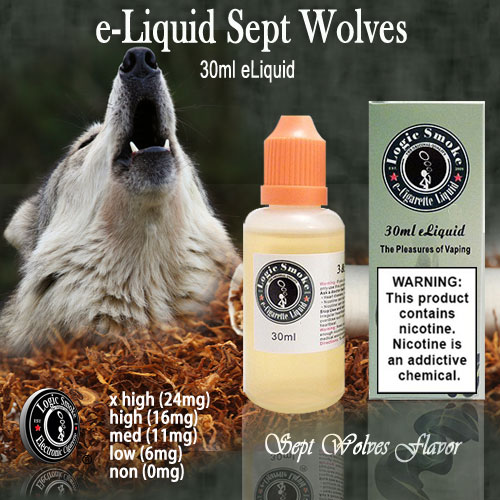 e-Liquid Sept Wolves
30ml eLiquid
Logic Smoke
e-Cigarette Liquid
30ml eLiquid
The Pleasures of Vaping
WARNING:
This product
contains
nicotine.
Nicotine is
an addictive
chemical.
Logic Smoke
e-Cigarette Liquid
30ml
Logic Smoke
Electronic Cigarettes
x high (24mg)
high (16mg)
med (11mg)
low (6mg)
non (0mg)
Sept Wolves Flavor